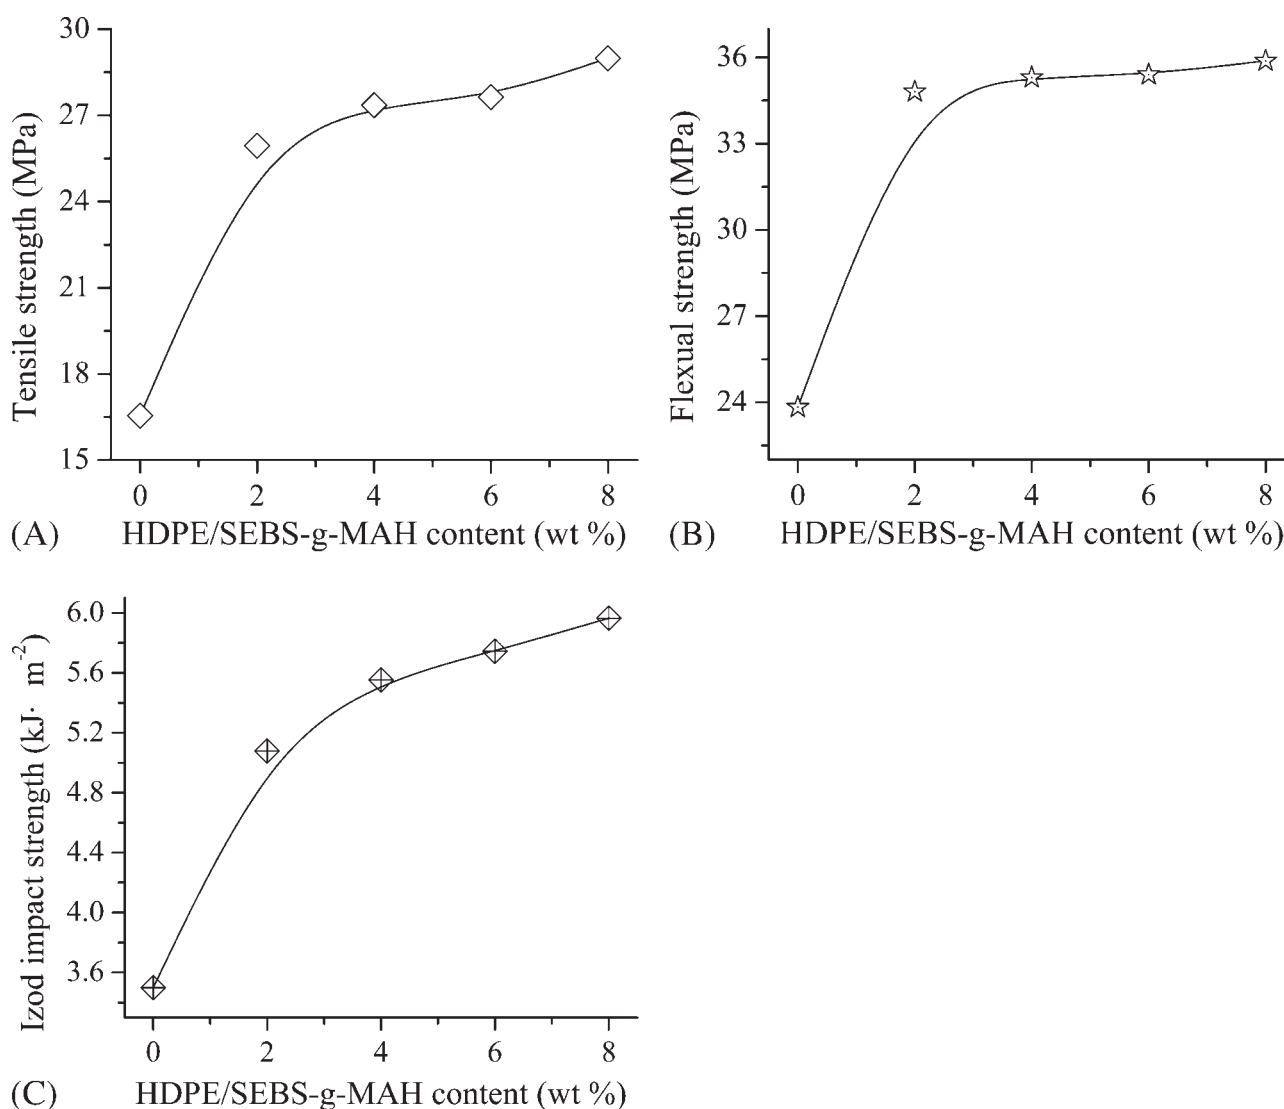 Tensile strength (MPa)
30
27
24
21
18
15
0 2 4 6 8
(A) HDPE/SEBS-g-MAH content (wt %)
Flexual strength (MPa)
36
33
30
27
24
0 2 4 6 8
(B) HDPE/SEBS-g-MAH content (wt %)
Izod impact strength (kJ· m-2)
6.0
5.6
5.2
4.8
4.4
4.0
3.6
0 2 4 6 8
(C) HDPE/SEBS-g-MAH content (wt %)